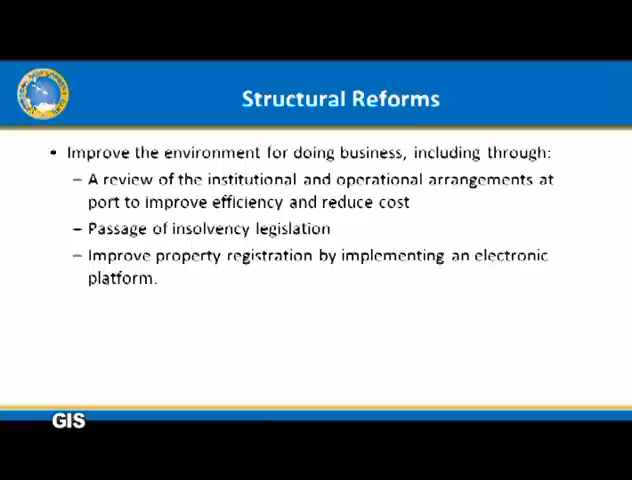 Structural Reforms
• Improve the environment for doing business, including through:
– A review of the institutional and operational arrangements at
port to improve efficiency and reduce cost
– Passage of insolvency legislation
– Improve property registration by implementing an electronic
platform.
GIS